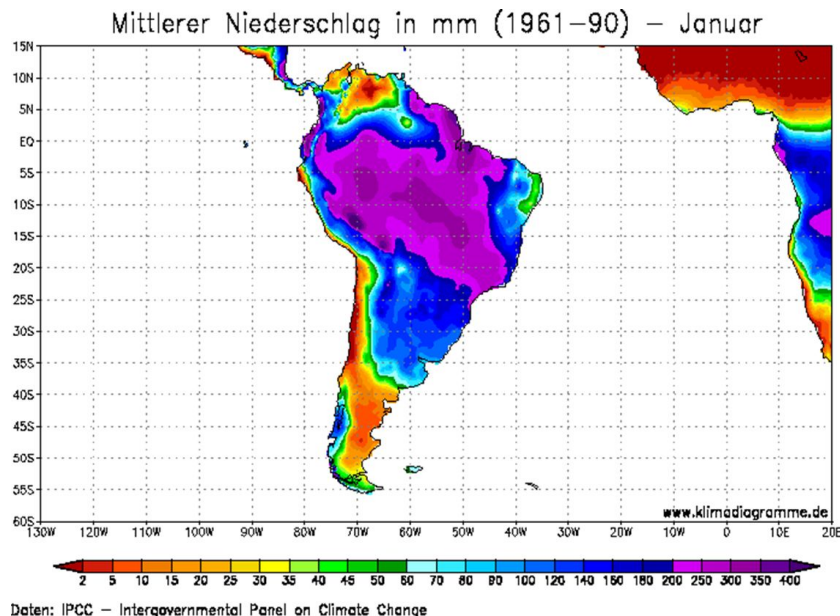 Mittlerer Niederschlag in mm (1961-90) - Januar
15N
10N
5N
EQ
5S
10S
15S
20S
25S
30S
35S
40S
45S
50S
55S
60S
www.klimadiagramme.de
130W 120W 110W 100W 90W 80W 70W 60W 50W 40W 30W 20W 10W 0 10E 20E
2 5 10 15 20 25 30 35 40 45 50 60 70 80 90 100 120 140 150 180 200 250 300 350 400
Daten: IPCC - Intergovernmental Panel on Climate Change